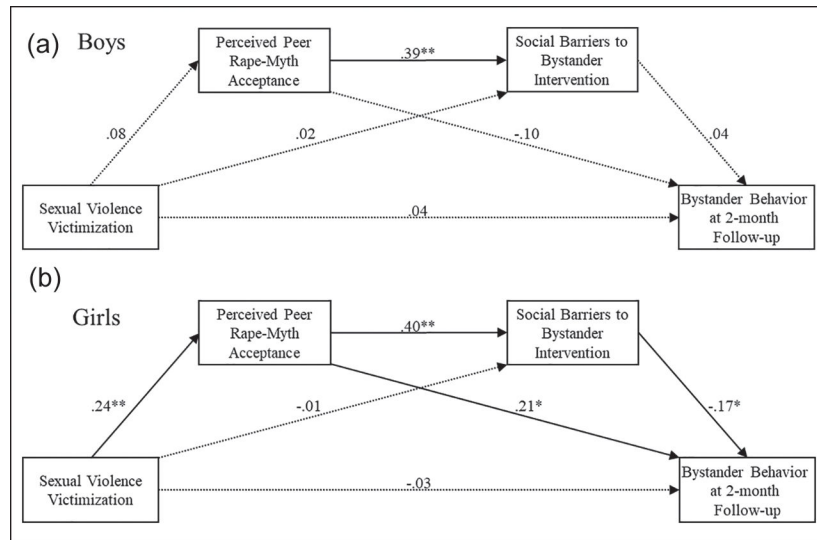 (a) Boys
Perceived Peer
Rape-Myth
Acceptance
.39**
Social Barriers to
Bystander
Intervention
.08
.02
-.10
.04
Sexual Violence
Victimization
.04
Bystander Behavior
at 2-month
Follow-up
(b)
Girls
Perceived Peer
Rape-Myth
Acceptance
.40**
Social Barriers to
Bystander
Intervention
.24**
-.01
.21*
-.17*
Sexual Violence
Victimization
-.03
Bystander Behavior
at 2-month
Follow-up